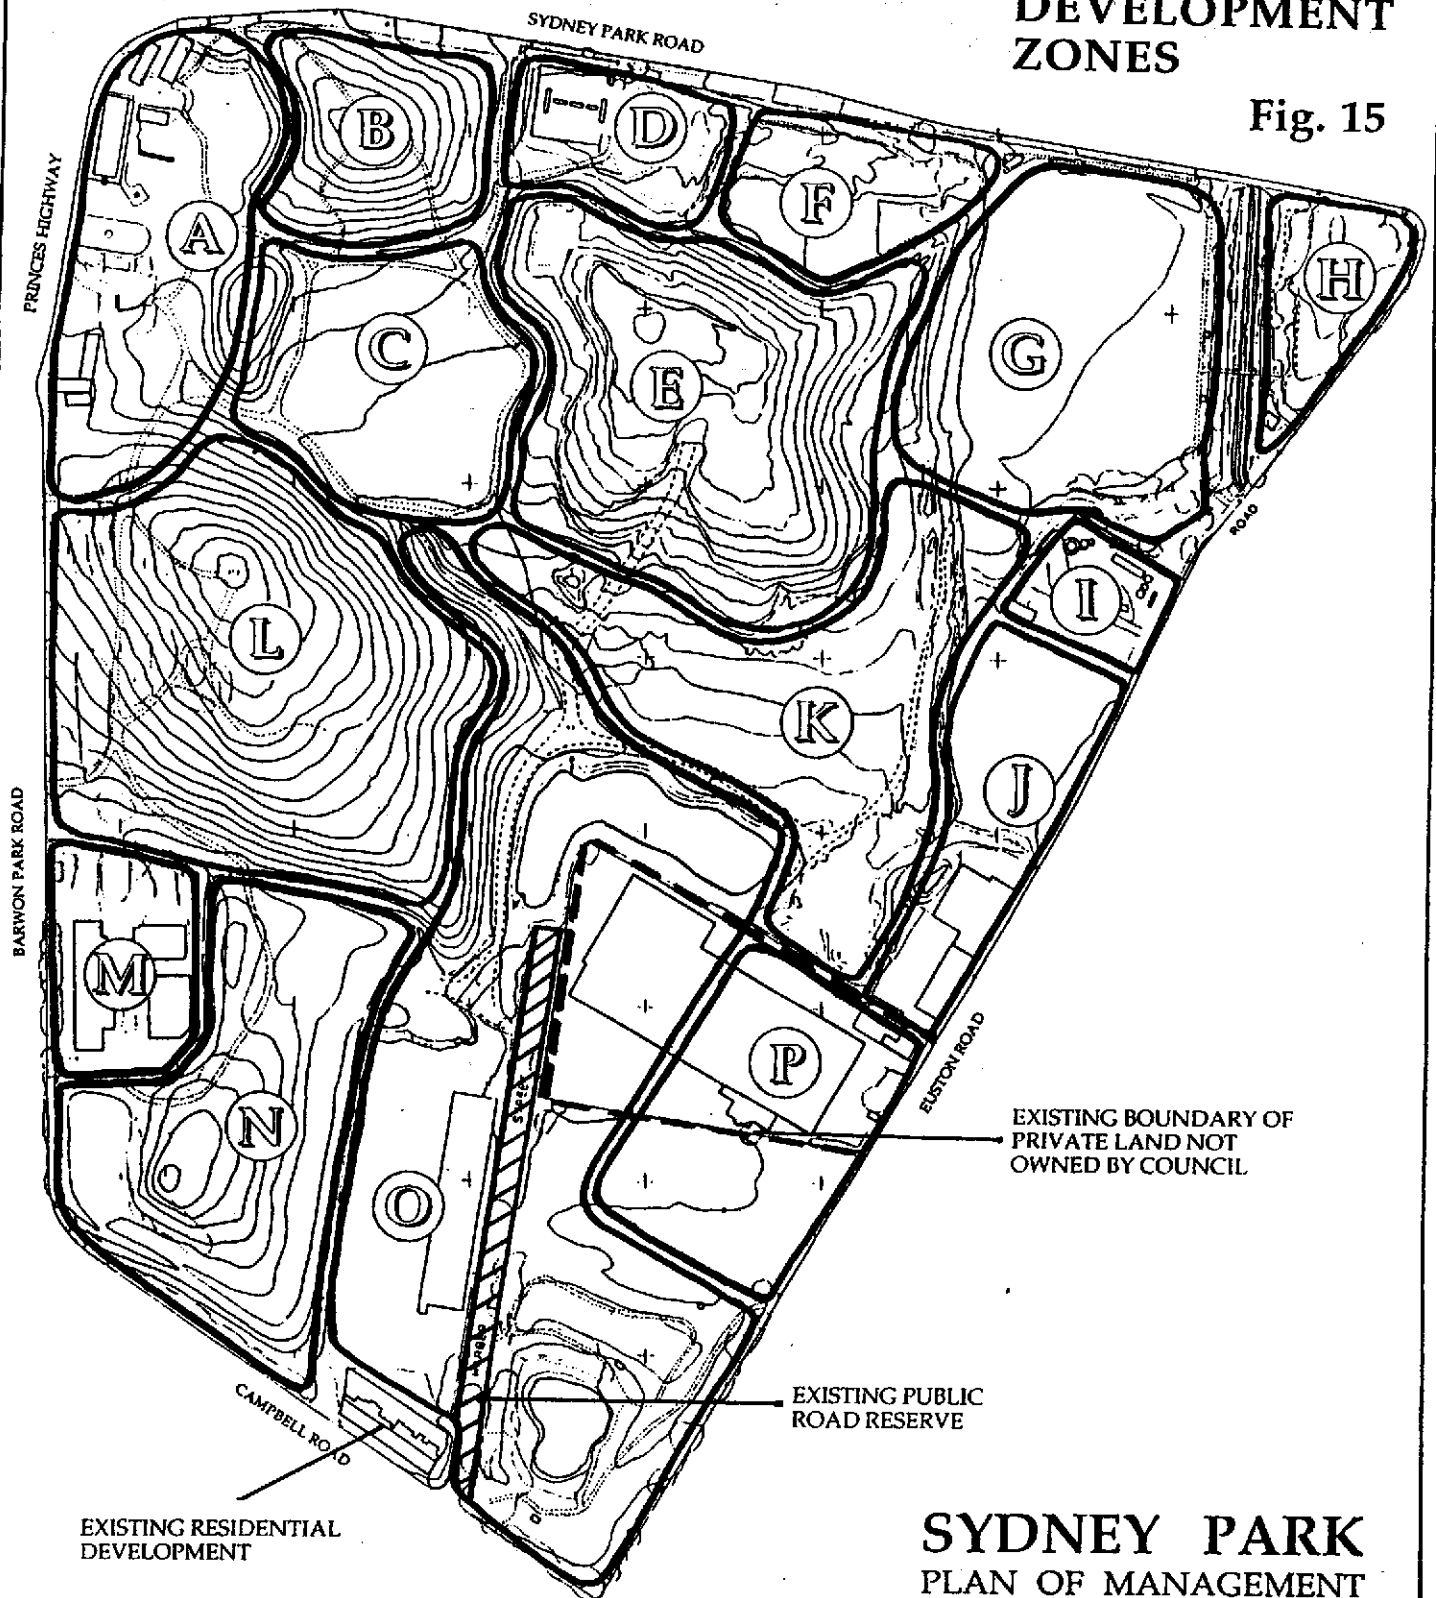 DEVELOPMENT
ZONES
Fig. 15
SYDNEY PARK ROAD
PRINCES HIGHWAY
A
B
C
D
E
F
G
H
ROAD
I
J
K
L
BARWON PARK ROAD
M
N
O
P
EUSTON ROAD
EXISTING BOUNDARY OF
PRIVATE LAND NOT
OWNED BY COUNCIL
EXISTING PUBLIC
ROAD RESERVE
CAMPBELL ROAD
EXISTING RESIDENTIAL
DEVELOPMENT
SYDNEY PARK
PLAN OF MANAGEMENT